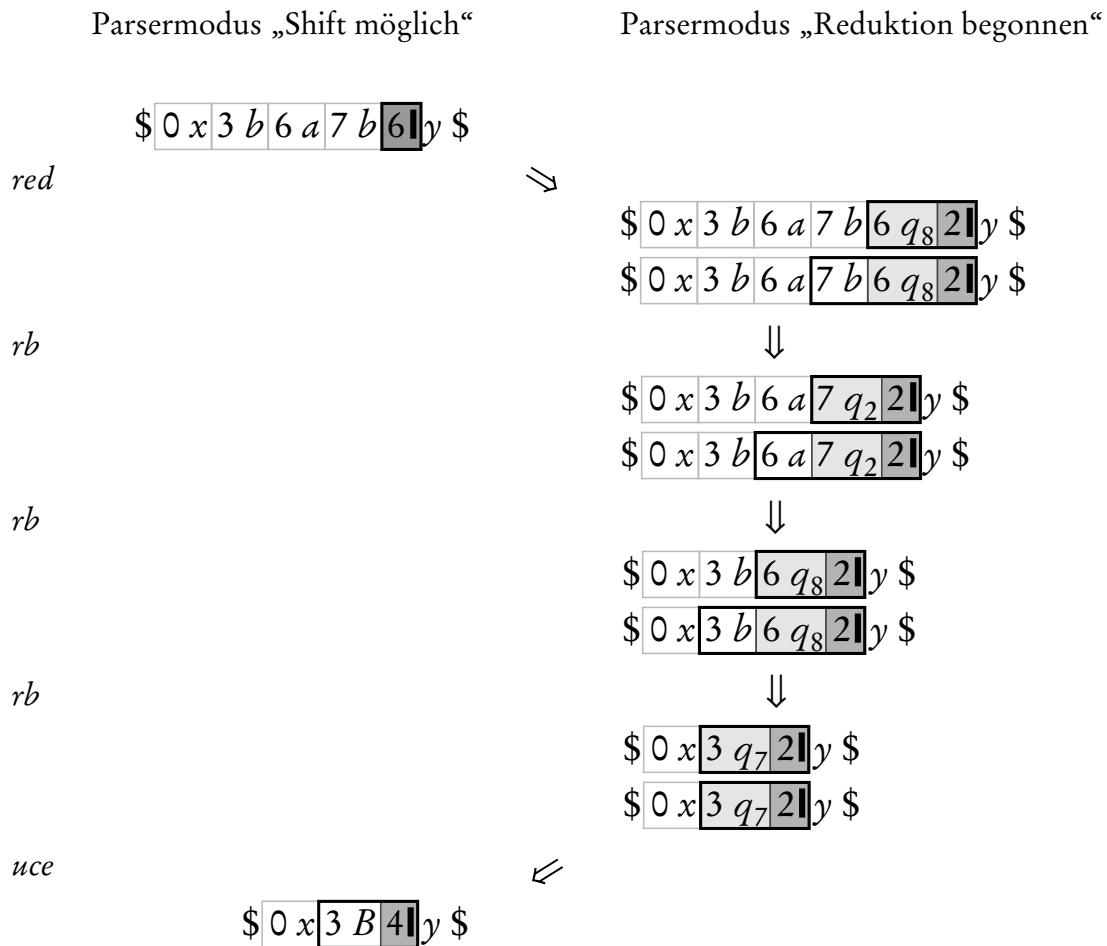 Parsermodus „Shift möglich“ Parsermodus „Reduktion begonnen“
$ 0 x 3 b 6 a 7 b 6 y $
red ⇘
$ 0 x 3 b 6 a 7 b 6 q₈ 2 y $
$ 0 x 3 b 6 a 7 b 6 q₈ 2 y $
rb ⇓
$ 0 x 3 b 6 a 7 q₂ 2 y $
$ 0 x 3 b 6 a 7 q₂ 2 y $
rb ⇓
$ 0 x 3 b 6 q₈ 2 y $
$ 0 x 3 b 6 q₈ 2 y $
rb ⇓
$ 0 x 3 q₇ 2 y $
$ 0 x 3 q₇ 2 y $
uce ⇙
$ 0 x 3 B 4 y $